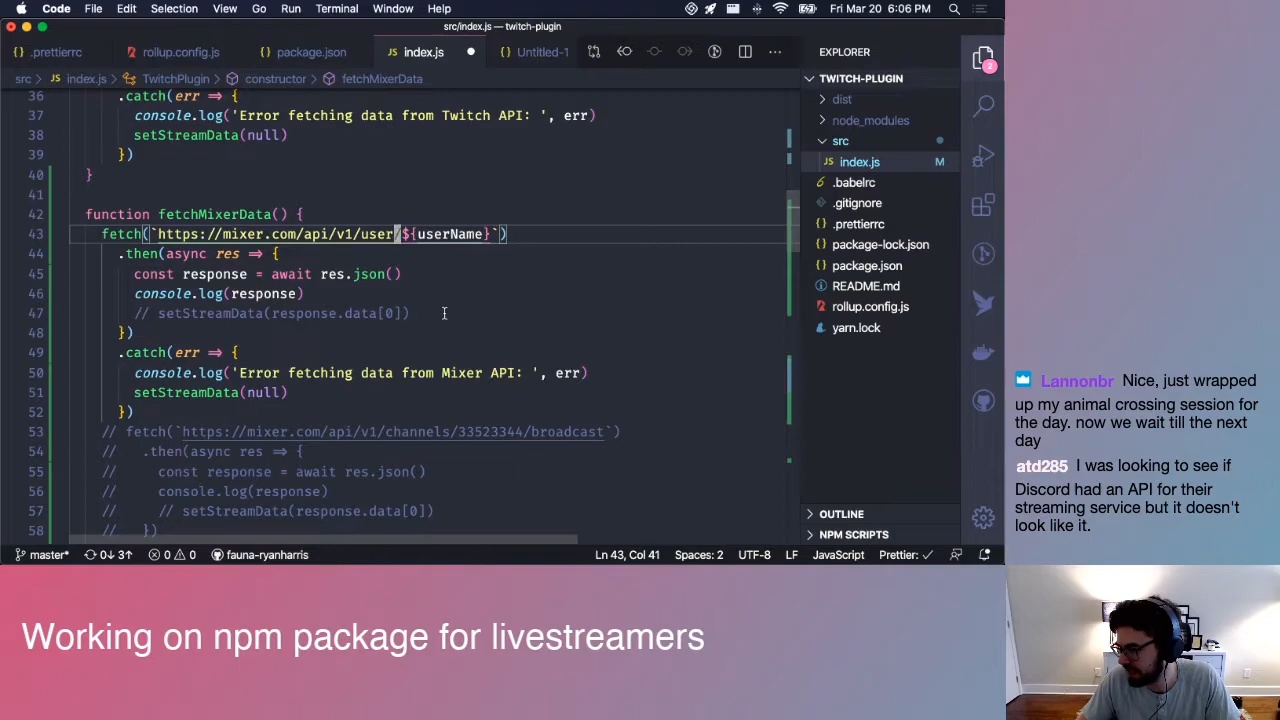 Code File Edit Selection View Go Run Terminal Window Help Fri Mar 20 6:06 PM
src/index.js — twitch-plugin
.prettierrc rollup.config.js package.json index.js Untitled-1
src > index.js > TwitchPlugin > constructor > fetchMixerData
36 .catch(err ⇒ {
37 console.log('Error fetching data from Twitch API: ', err)
38 setStreamData(null)
39 })
40 }
41
42 function fetchMixerData() {
43 fetch(`https://mixer.com/api/v1/user/${userName}`)
44 .then(async res ⇒ {
45 const response = await res.json()
46 console.log(response)
47 // setStreamData(response.data[0])
48 })
49 .catch(err ⇒ {
50 console.log('Error fetching data from Mixer API: ', err)
51 setStreamData(null)
52 })
53 // fetch(`https://mixer.com/api/v1/channels/33523344/broadcast`)
54 // .then(async res ⇒ {
55 // const response = await res.json()
56 // console.log(response)
57 // // setStreamData(response.data[0])
58 // })
EXPLORER
TWITCH-PLUGIN
dist
node_modules
src
JS index.js M
.babelrc
.gitignore
.prettierrc
package-lock.json
package.json
README.md
rollup.config.js
yarn.lock
OUTLINE
NPM SCRIPTS
2
master* 0↓ 3↑ 0 0 fauna-ryanharris Ln 43, Col 41 Spaces: 2 UTF-8 LF JavaScript Prettier: ✓
Lannonbr Nice, just wrapped
up my animal crossing session for
the day. now we wait till the next
day
atd285 I was looking to see if
Discord had an API for their
streaming service but it doesn't
look like it.
Working on npm package for livestreamers